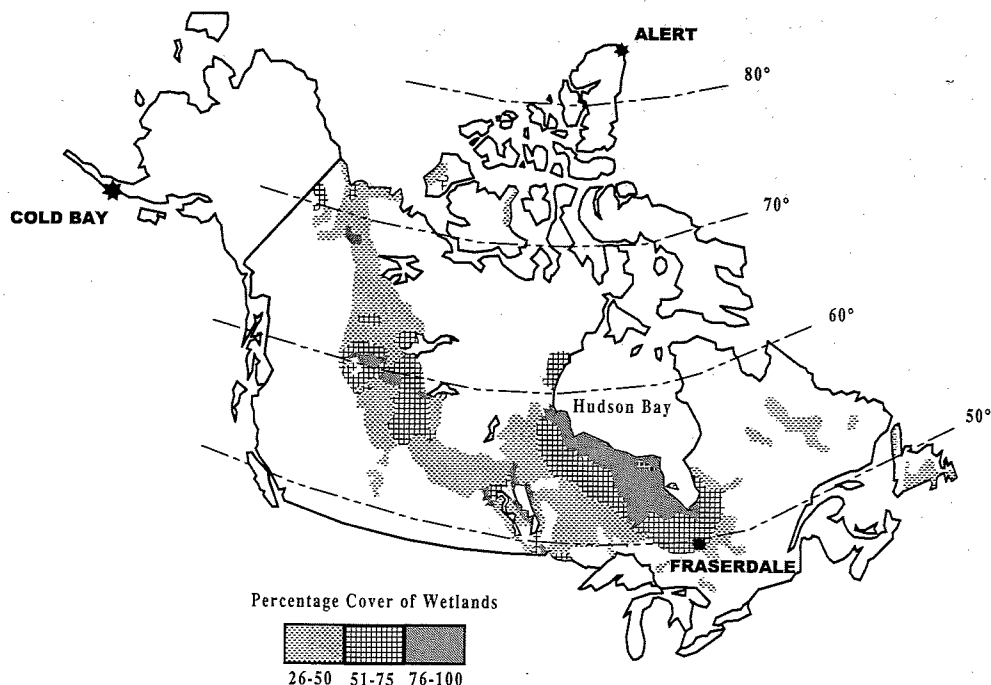 ALERT
80°
COLD BAY
70°
60°
Hudson Bay
50°
FRASERDALE
Percentage Cover of Wetlands
26-50 51-75 76-100